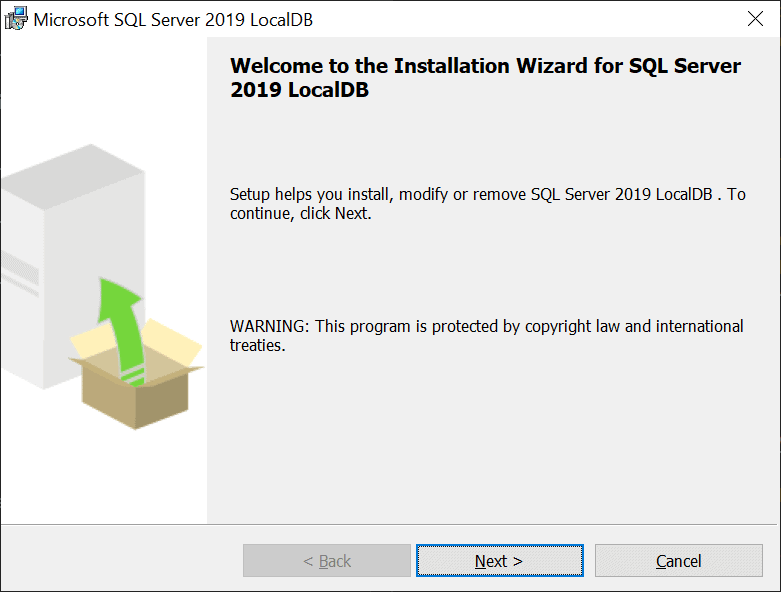 Microsoft SQL Server 2019 LocalDB
Welcome to the Installation Wizard for SQL Server
2019 LocalDB
Setup helps you install, modify or remove SQL Server 2019 LocalDB . To
continue, click Next.
WARNING: This program is protected by copyright law and international
treaties.
< Back
Next >
Cancel